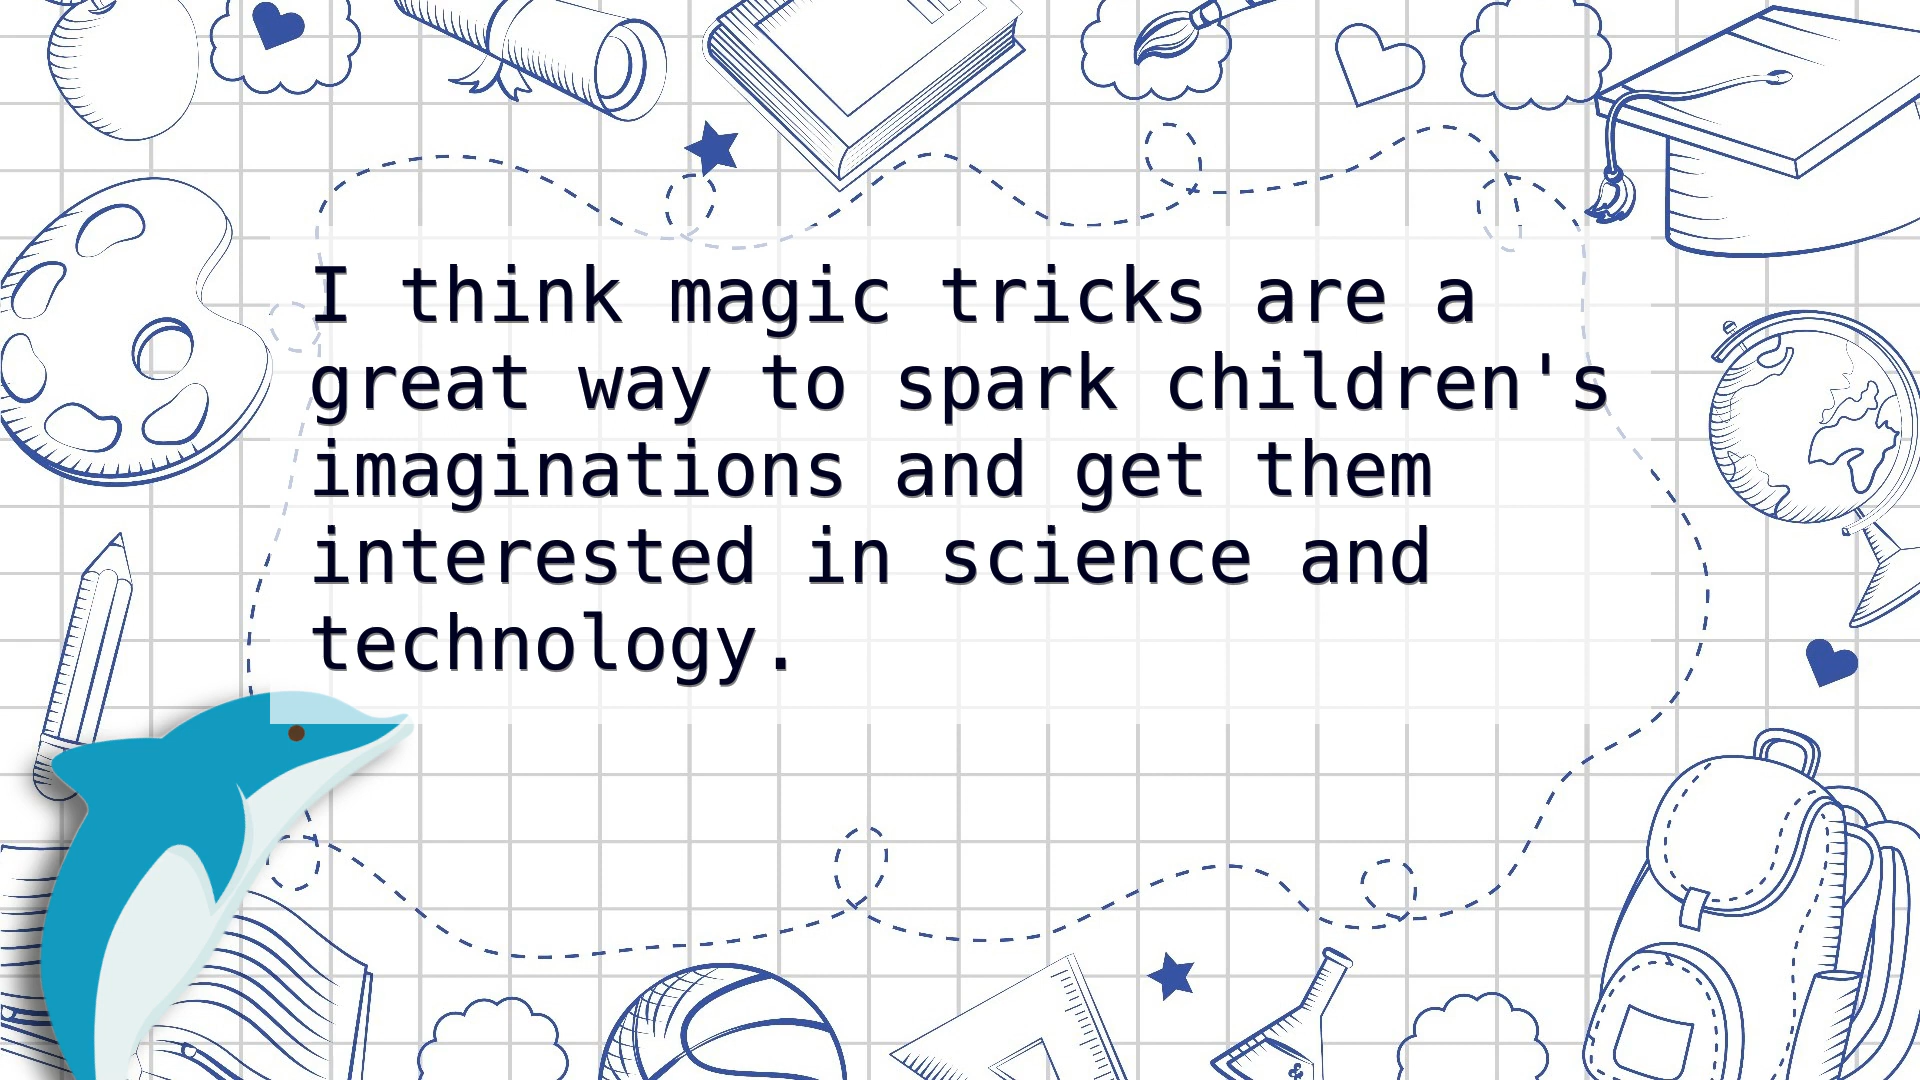 I think magic tricks are a
great way to spark children's
imaginations and get them
interested in science and
technology.